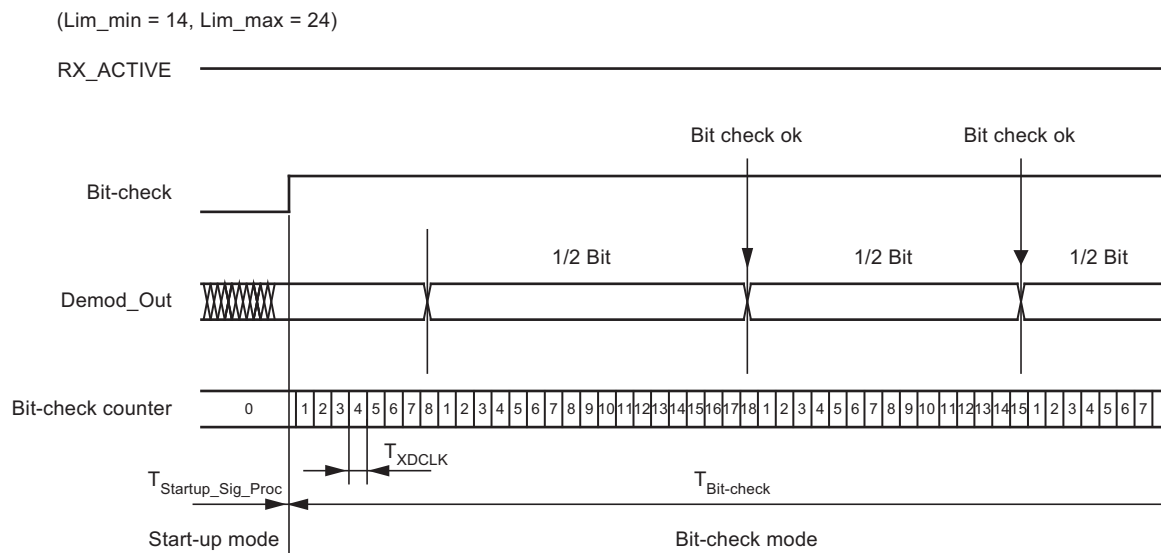 (Lim_min = 14, Lim_max = 24)
RX_ACTIVE
Bit check ok Bit check ok
Bit-check
1/2 Bit 1/2 Bit 1/2 Bit
Demod_Out
Bit-check counter 0 1 2 3 4 5 6 7 8 1 2 3 4 5 6 7 8 9 10 11 12 13 14 15 16 17 18 1 2 3 4 5 6 7 8 9 10 11 12 13 14 15 1 2 3 4 5 6 7
T_XDCLK
T_Startup_Sig_Proc T_Bit-check
Start-up mode Bit-check mode